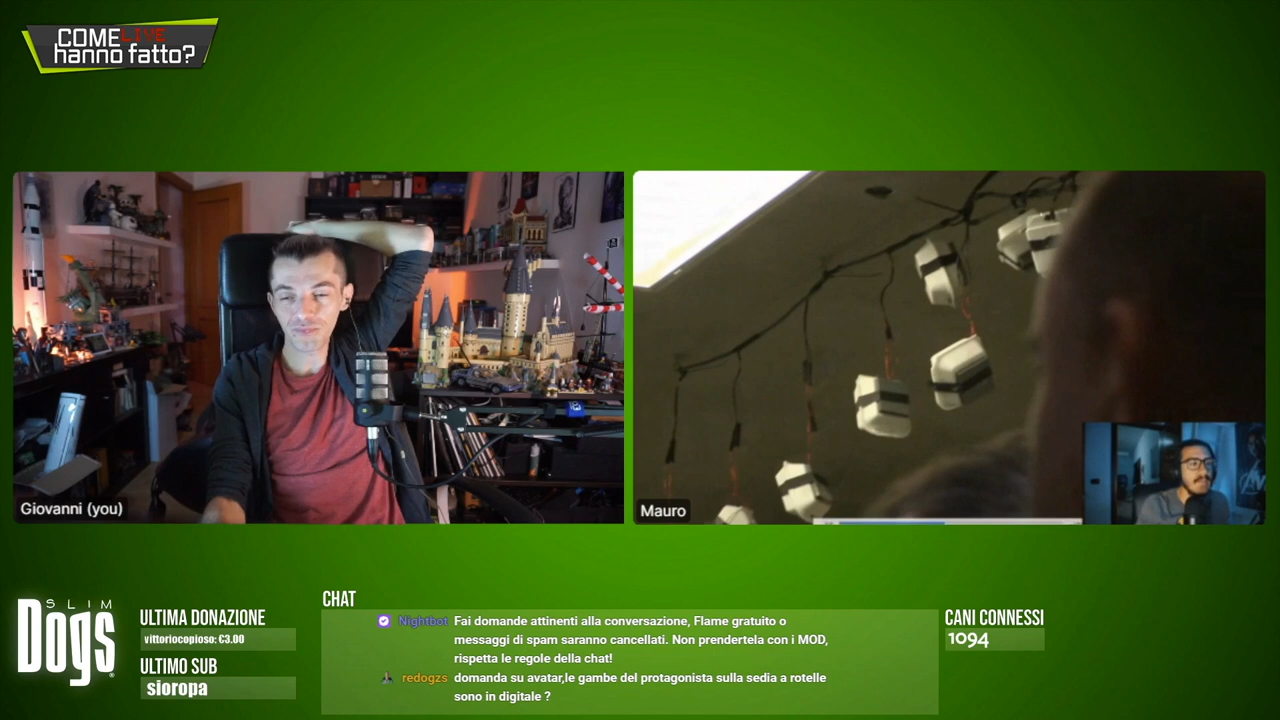 COME LIVE
hanno fatto?
Giovanni (you)
Mauro
SLIM
Dogs
ULTIMA DONAZIONE
vittoriocopioso: €3.00
ULTIMO SUB
sioropa
CHAT
Nightbot Fai domande attinenti alla conversazione, Flame gratuito o
messaggi di spam saranno cancellati. Non prendertela con i MOD,
rispetta le regole della chat!
redogzs domanda su avatar,le gambe del protagonista sulla sedia a rotelle
sono in digitale ?
CANI CONNESSI
1094